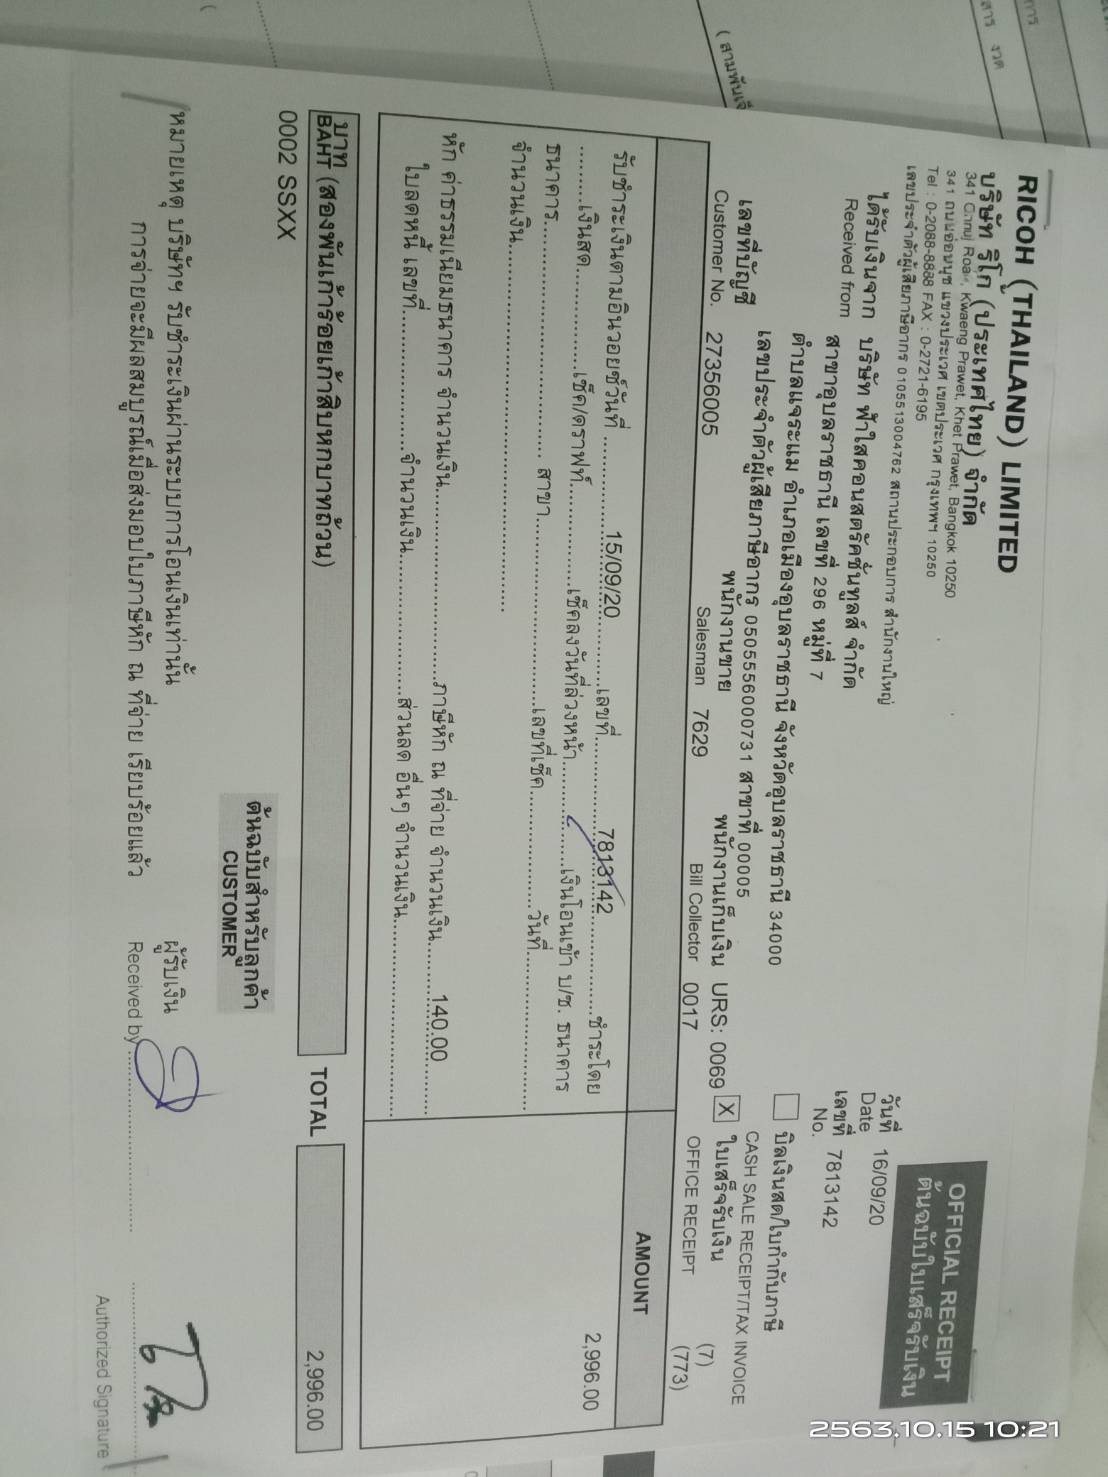 RICOH (THAILAND) LIMITED
บริษัท ริโก้ (ประเทศไทย) จำกัด
341 Onnuj Road, Kwaeng Prawet, Khet Prawet, Bangkok 10250
341 ถนนอ่อนนุช แขวงประเวศ เขตประเวศ กรุงเทพฯ 10250
Tel : 0-2088-8888 FAX : 0-2721-6195
เลขประจำตัวผู้เสียภาษีอากร 0105513004762 สถานประกอบการ สำนักงานใหญ่
OFFICIAL RECEIPT
ต้นฉบับใบเสร็จรับเงิน
วันที่
Date 16/09/20
เลขที่
No. 7813142
ได้รับเงินจาก บริษัท ฟ้าใสคอนสตรัคชั่นทูลส์ จำกัด
Received from
สาขาอุบลราชธานี เลขที่ 296 หมู่ที่ 7
ตำบลแจระแม อำเภอเมืองอุบลราชธานี จังหวัดอุบลราชธานี 34000
เลขประจำตัวผู้เสียภาษีอากร 0505556000731 สาขาที่ 00005
บิลเงินสด/ใบกำกับภาษี
CASH SALE RECEIPT/TAX INVOICE
X ใบเสร็จรับเงิน (7)
OFFICE RECEIPT (773)
เลขที่บัญชี พนักงานขาย พนักงานเก็บเงิน URS: 0069
Customer No. 27356005 Salesman 7629 Bill Collector 0017
AMOUNT
รับชำระเงินตามอินวอยซ์วันที่ ............15/09/20............เลขที่............7813142............ชำระโดย 2,996.00
.........เงินสด............เช็ค/ดราฟท์............เช็คลงวันที่ล่วงหน้า............เงินโอนเข้า บ/ช. ธนาคาร
ธนาคาร............ สาขา............เลขที่เช็ค............วันที่............
จำนวนเงิน............
หัก ค่าธรรมเนียมธนาคาร จำนวนเงิน............ภาษีหัก ณ ที่จ่าย จำนวนเงิน............140.00............
ใบลดหนี้ เลขที่............จำนวนเงิน............ส่วนลด อื่นๆ จำนวนเงิน............
บาท
BAHT (สองพันเก้าร้อยเก้าสิบหกบาทถ้วน) TOTAL 2,996.00
0002 SSXX
ต้นฉบับสำหรับลูกค้า
CUSTOMER
หมายเหตุ บริษัทฯ รับชำระเงินผ่านระบบการโอนเงินเท่านั้น
การจ่ายจะมีผลสมบูรณ์เมื่อส่งมอบใบภาษีหัก ณ ที่จ่าย เรียบร้อยแล้ว
ผู้รับเงิน
Received by ............
Authorized Signature
2563.10.15 10:21